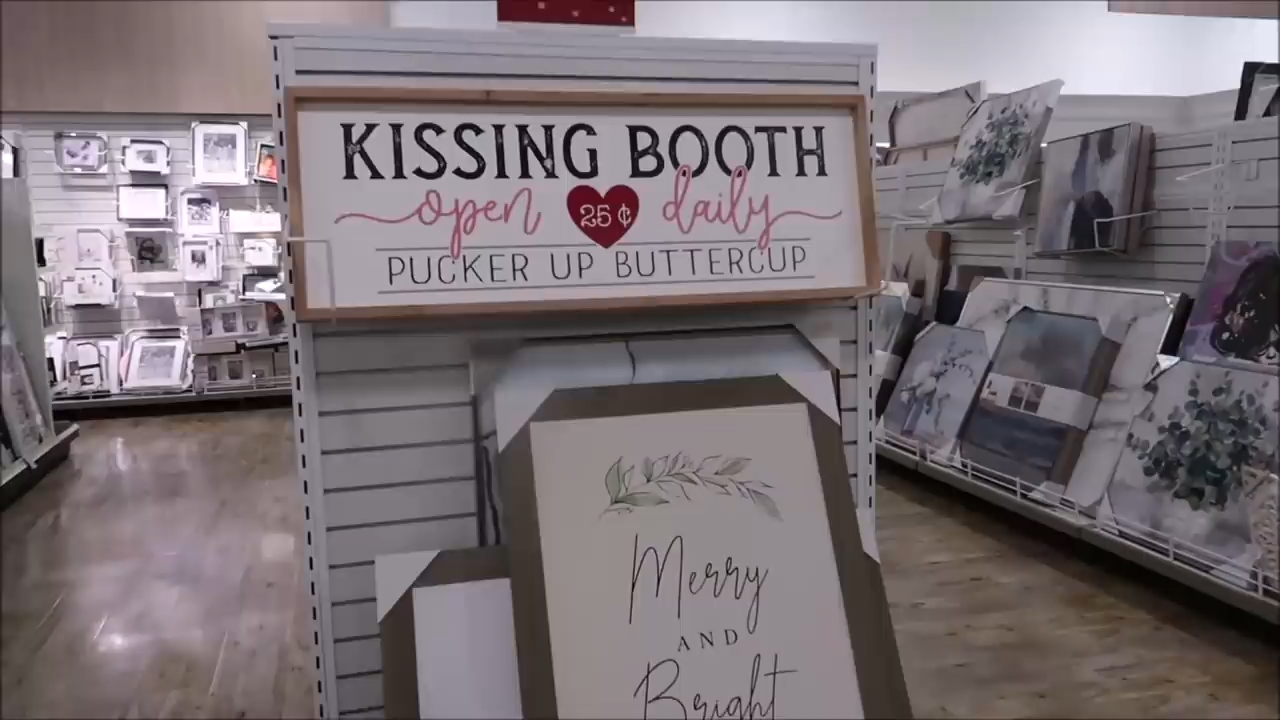 KISSING BOOTH
open 25¢ daily
PUCKER UP BUTTERCUP
Merry
AND
Bright